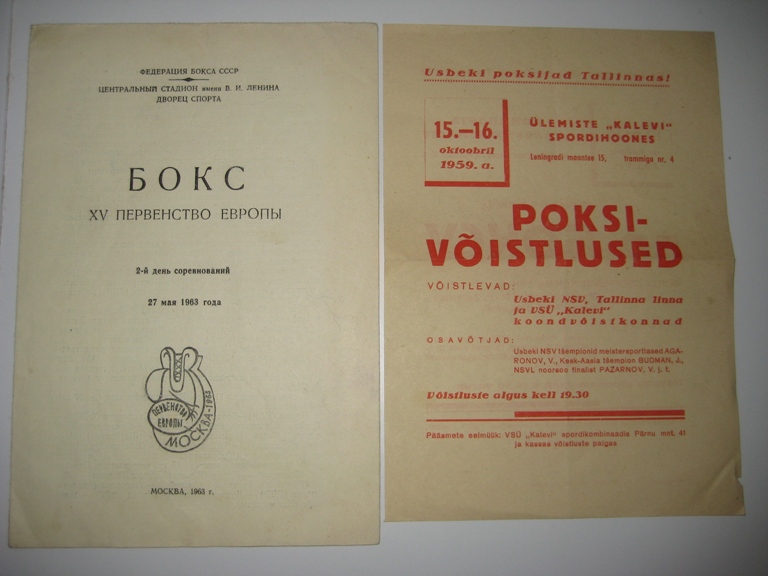 ФЕДЕРАЦИЯ БОКСА СССР
ЦЕНТРАЛЬНЫЙ СТАДИОН имени В. И. ЛЕНИНА
ДВОРЕЦ СПОРТА
БОКС
XV ПЕРВЕНСТВО ЕВРОПЫ
2-й день соревнований
27 мая 1963 года
ПЕРВЕНСТВО
ЕВРОПЫ
МОСКВА-1963
МОСКВА, 1963 г.
Usbeki poksijad Tallinnas!
15.—16.
oktoobril
1959. a.
ÜLEMISTE „KALEVI“
SPORDIHOONES
Leningradi maantee 15, trammiga nr. 4
POKSI-
VÕISTLUSED
VÕISTLEVAD:
Usbeki NSV, Tallinna linna
ja VSÜ „Kalevi“
koondvõistkonnad
OSAVÕTJAD:
Usbeki NSV tšempionid meistersportlased AGA-
RONOV, V., Kesk-Aasia tšempion BUDMAN, J.,
NSVL noorsoo finalist PAZARNOV, V. j. t.
Võistluste algus kell 19.30
Pääsmete eelmüük: VSÜ „Kalevi“ spordikombinaadis Pärnu mnt. 41
ja kassas võistluste paigas